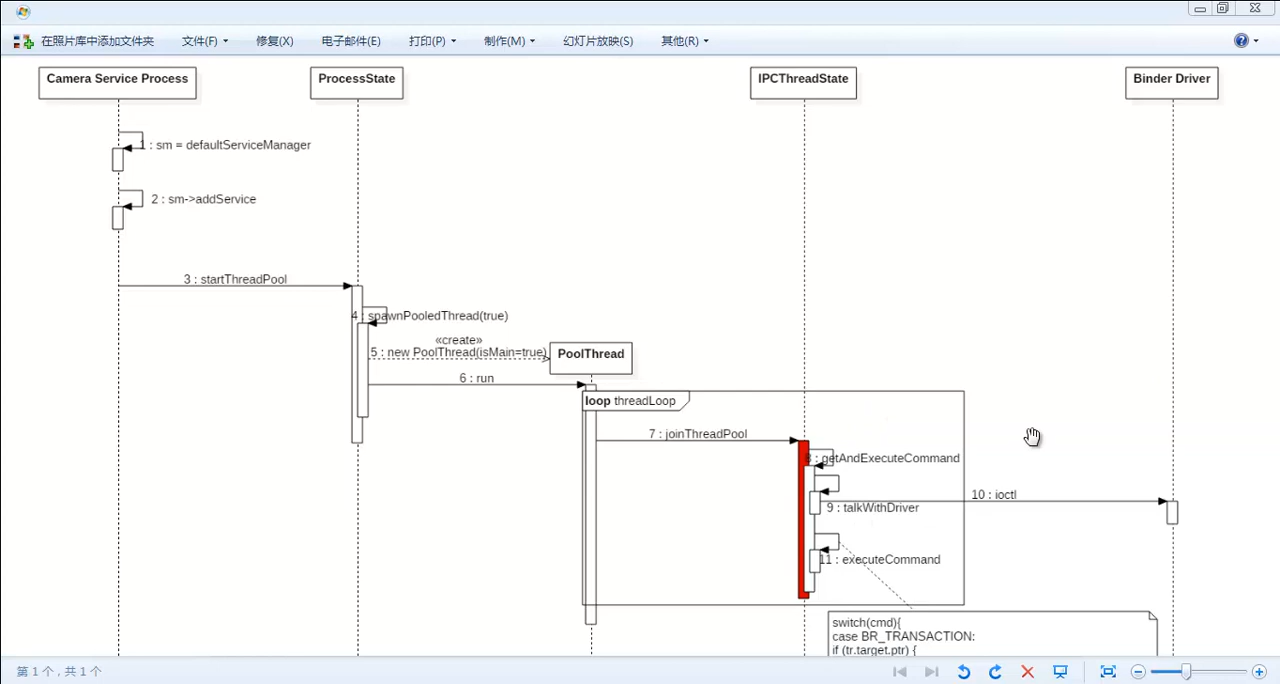 在照片库中添加文件夹 文件(F) 修复(X) 电子邮件(E) 打印(P) 制作(M) 幻灯片放映(S) 其他(R)
Camera Service Process ProcessState IPCThreadState Binder Driver
1 : sm = defaultServiceManager
2 : sm->addService
3 : startThreadPool
4 : spawnPooledThread(true)
«create»
5 : new PoolThread(isMain=true)
PoolThread
6 : run
loop threadLoop
7 : joinThreadPool
8 : getAndExecuteCommand
10 : ioctl
9 : talkWithDriver
11 : executeCommand
switch(cmd){
case BR_TRANSACTION:
if (tr.target.ptr) {
第 1 个，共 1 个